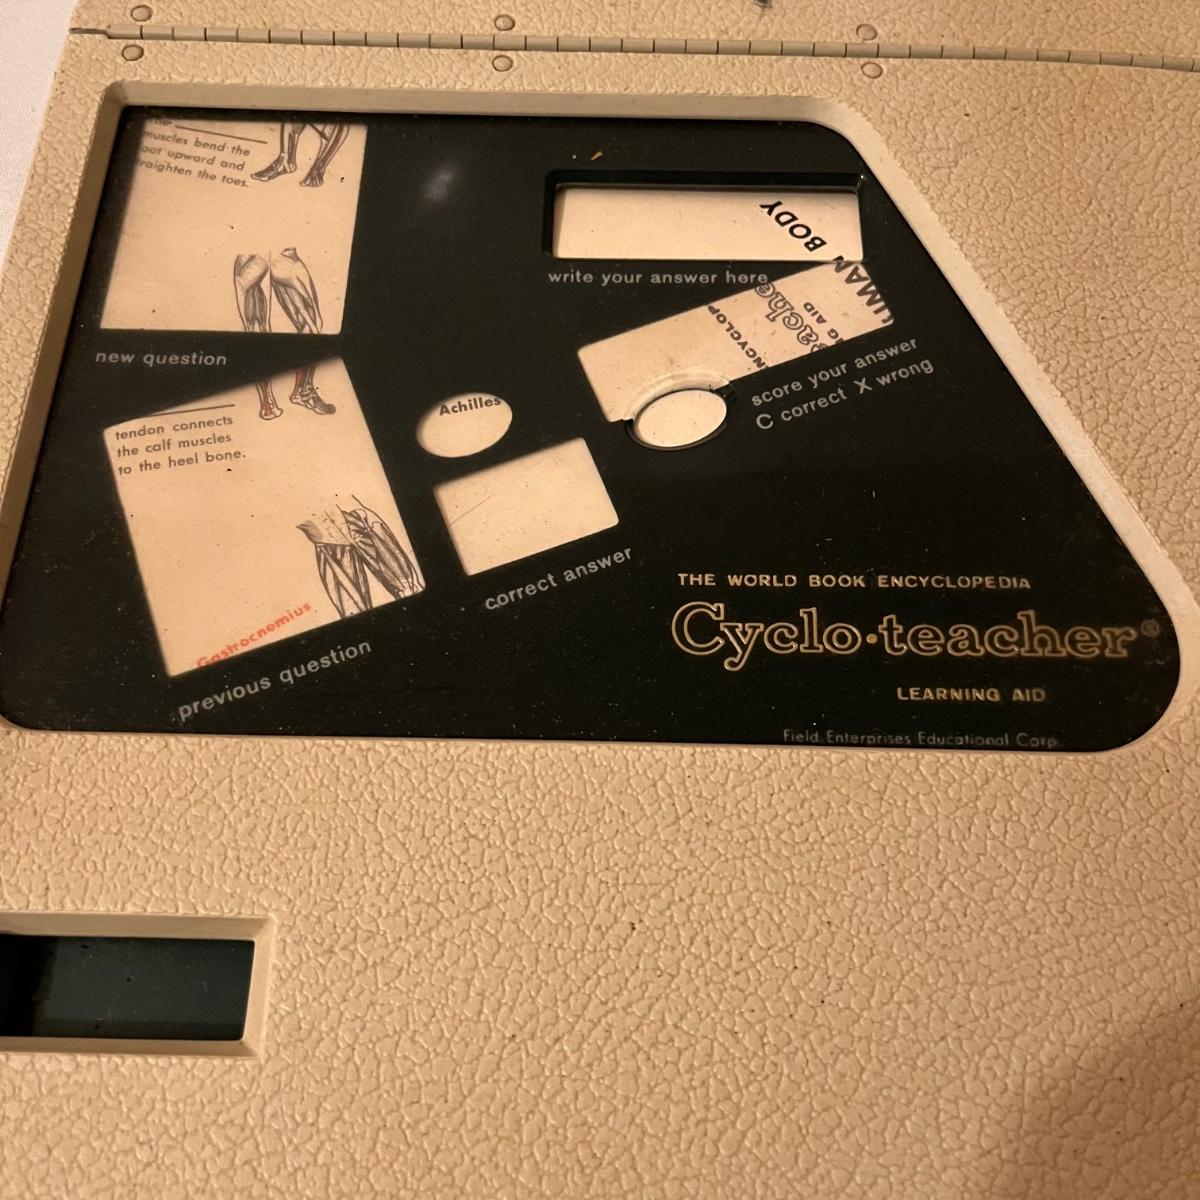 muscles bend the
upward and
the toes.
new question
BODY
write your answer here
score your answer
C correct X wrong
AID
Achilles
tendon connects
the calf muscles
to the heel bone.
Gastrocnemius
previous question
correct answer
THE WORLD BOOK ENCYCLOPEDIA
Cyclo·teacher®
LEARNING AID
Field Enterprises Educational Corp.